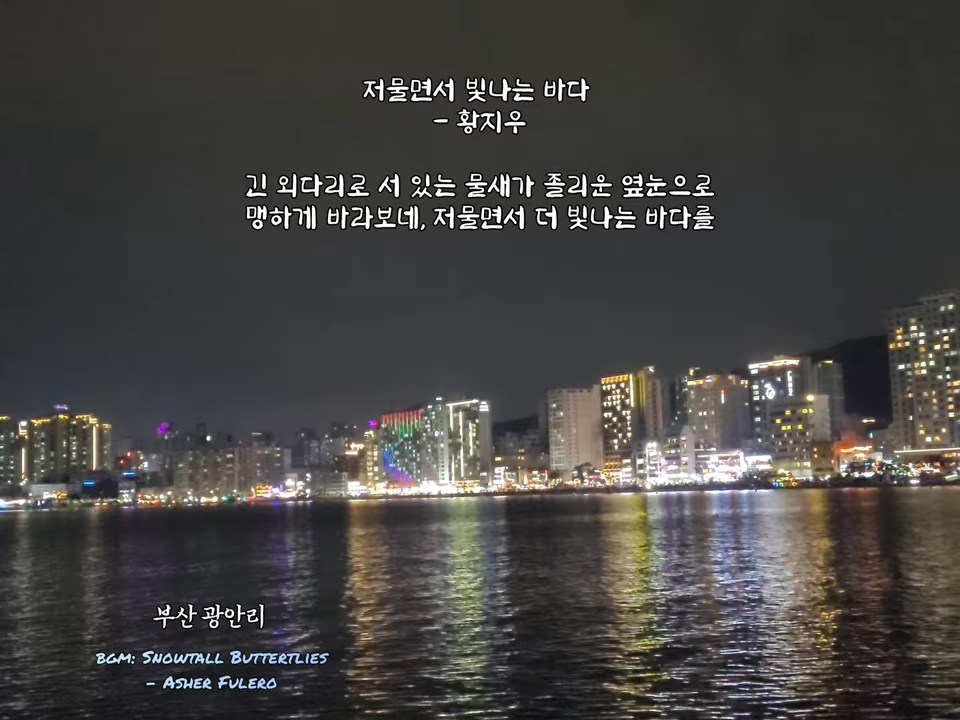 저물면서 빛나는 바다
- 황지우
긴 외다리로 서 있는 물새가 졸리운 옆눈으로
맹하게 바라보네, 저물면서 더 빛나는 바다를
부산 광안리
BGM: Snowfall Butterflies
- Asher Fulero